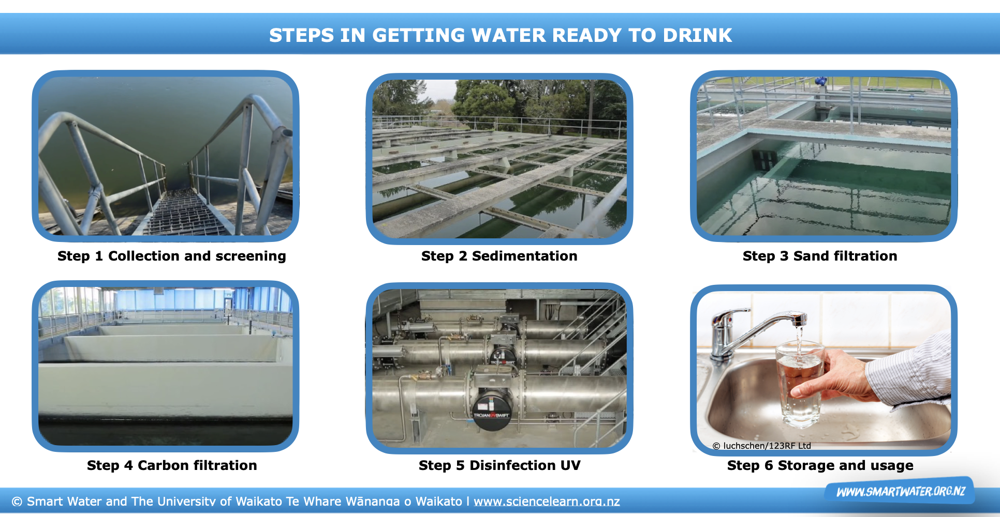 STEPS IN GETTING WATER READY TO DRINK
Step 1 Collection and screening
Step 2 Sedimentation
Step 3 Sand filtration
TROJANUVSWIFT
TROJANUVSWIFT
© luchschen/123RF Ltd
Step 4 Carbon filtration
Step 5 Disinfection UV
Step 6 Storage and usage
© Smart Water and The University of Waikato Te Whare Wānanga o Waikato l www.sciencelearn.org.nz
WWW.SMARTWATER.ORG.NZ